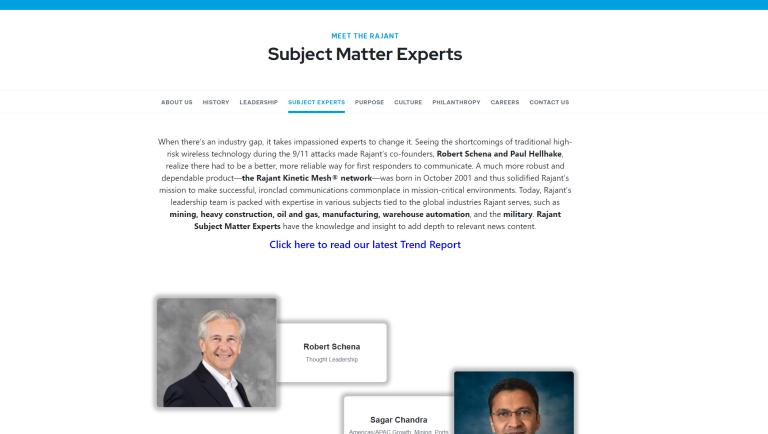 MEET THE RAJANT
Subject Matter Experts
ABOUT US HISTORY LEADERSHIP SUBJECT EXPERTS PURPOSE CULTURE PHILANTHROPY CAREERS CONTACT US
When there's an industry gap, it takes impassioned experts to change it. Seeing the shortcomings of traditional high-
risk wireless technology during the 9/11 attacks made Rajant's co-founders, Robert Schena and Paul Hellhake,
realize there had to be a better, more reliable way for first responders to communicate. A much more robust and
dependable product—the Rajant Kinetic Mesh® network—was born in October 2001 and thus solidified Rajant's
mission to make successful, ironclad communications commonplace in mission-critical environments. Today, Rajant's
leadership team is packed with expertise in various subjects tied to the global industries Rajant serves, such as
mining, heavy construction, oil and gas, manufacturing, warehouse automation, and the military. Rajant
Subject Matter Experts have the knowledge and insight to add depth to relevant news content.
Click here to read our latest Trend Report
Robert Schena
Thought Leadership
Sagar Chandra
Americas/APAC Growth, Mining, Ports